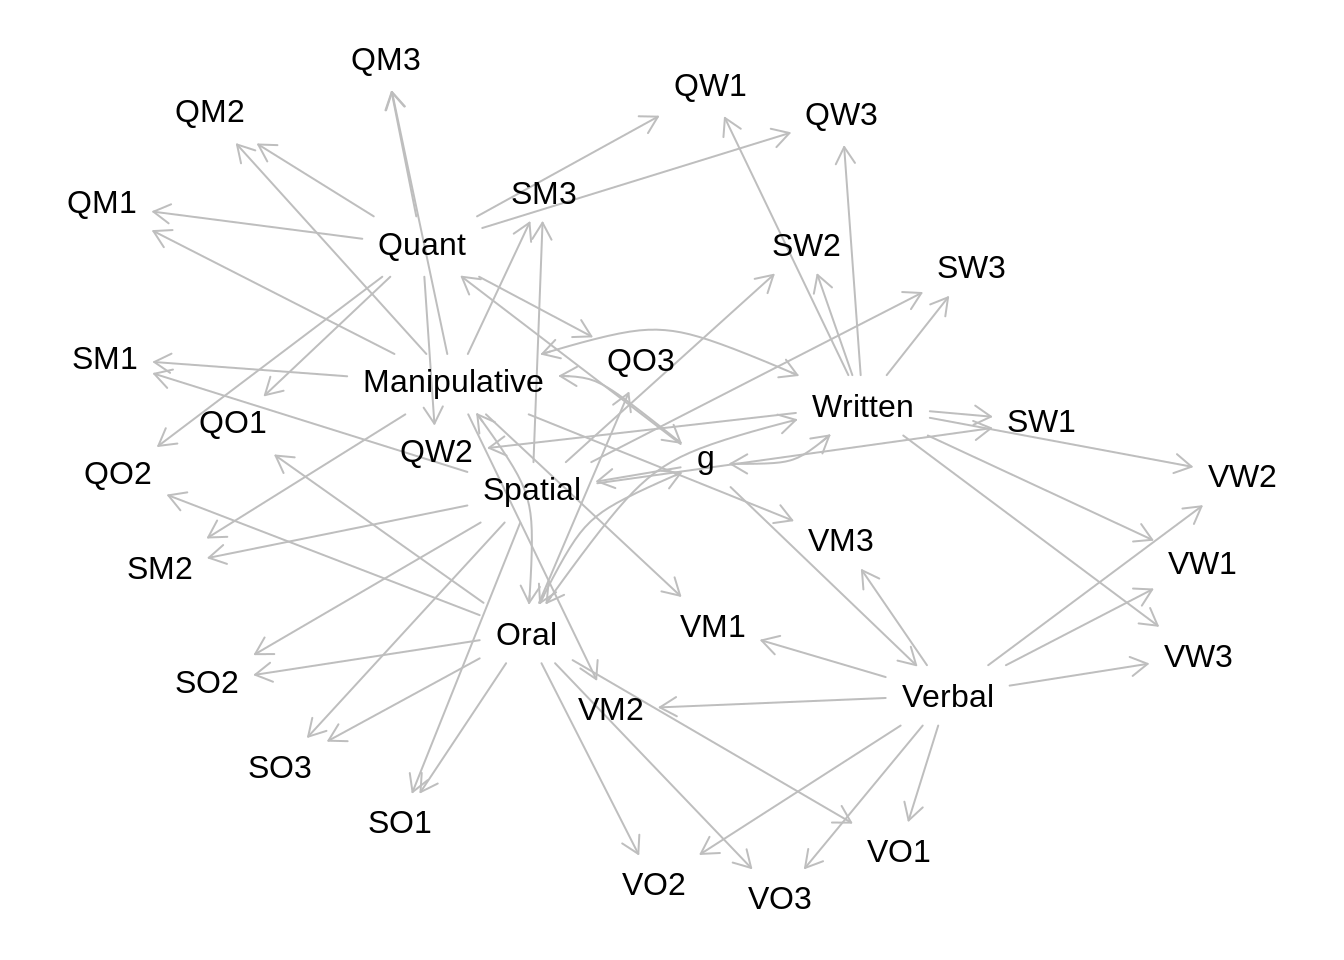 QM3
QW1
QM2
QW3
SM3
QM1
Quant
SW2
SW3
SM1
QO3
Manipulative
Written
QO1
SW1
QW2
g
QO2
VW2
Spatial
VM3
SM2
VW1
VM1
Oral
VW3
SO2
Verbal
VM2
SO3
SO1
VO1
VO2
VO3